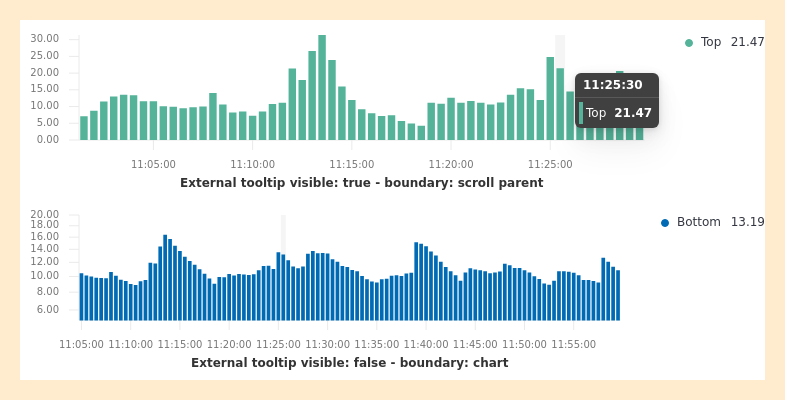 30.00
25.00
20.00
15.00
10.00
5.00
0.00
11:05:00 11:10:00 11:15:00 11:20:00 11:25:00
External tooltip visible: true - boundary: scroll parent
Top 21.47
11:25:30
Top 21.47
20.00
18.00
16.00
14.00
12.00
10.00
8.00
6.00
11:05:00 11:10:00 11:15:00 11:20:00 11:25:00 11:30:00 11:35:00 11:40:00 11:45:00 11:50:00 11:55:00
External tooltip visible: false - boundary: chart
Bottom 13.19